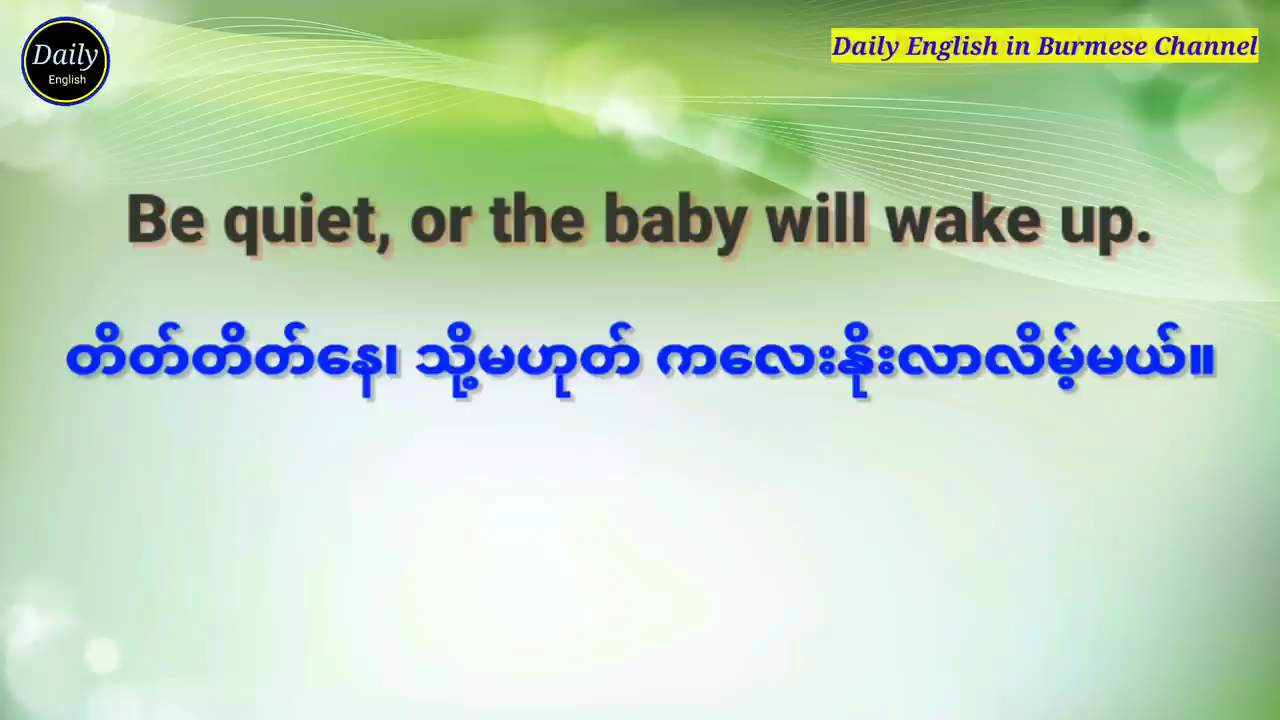 Daily
English
Daily English in Burmese Channel
Be quiet, or the baby will wake up.
တိတ်တိတ်နေ၊ သို့မဟုတ် ကလေးနိုးလာလိမ့်မယ်။